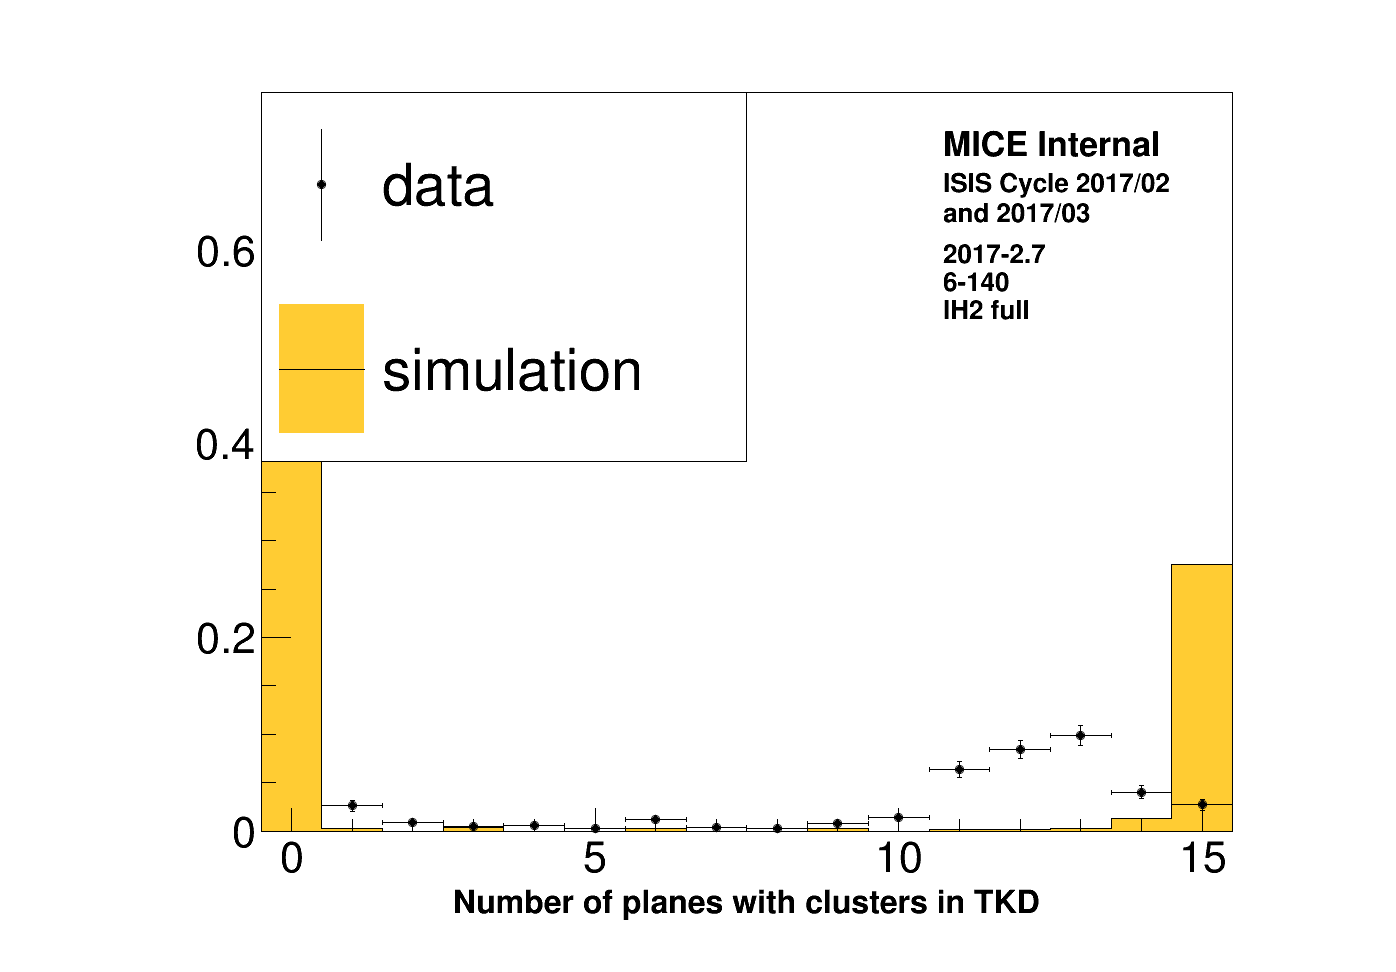 data
simulation
MICE Internal
ISIS Cycle 2017/02
and 2017/03
2017-2.7
6-140
lH2 full
0.6
0.4
0.2
0
0 5 10 15
Number of planes with clusters in TKD